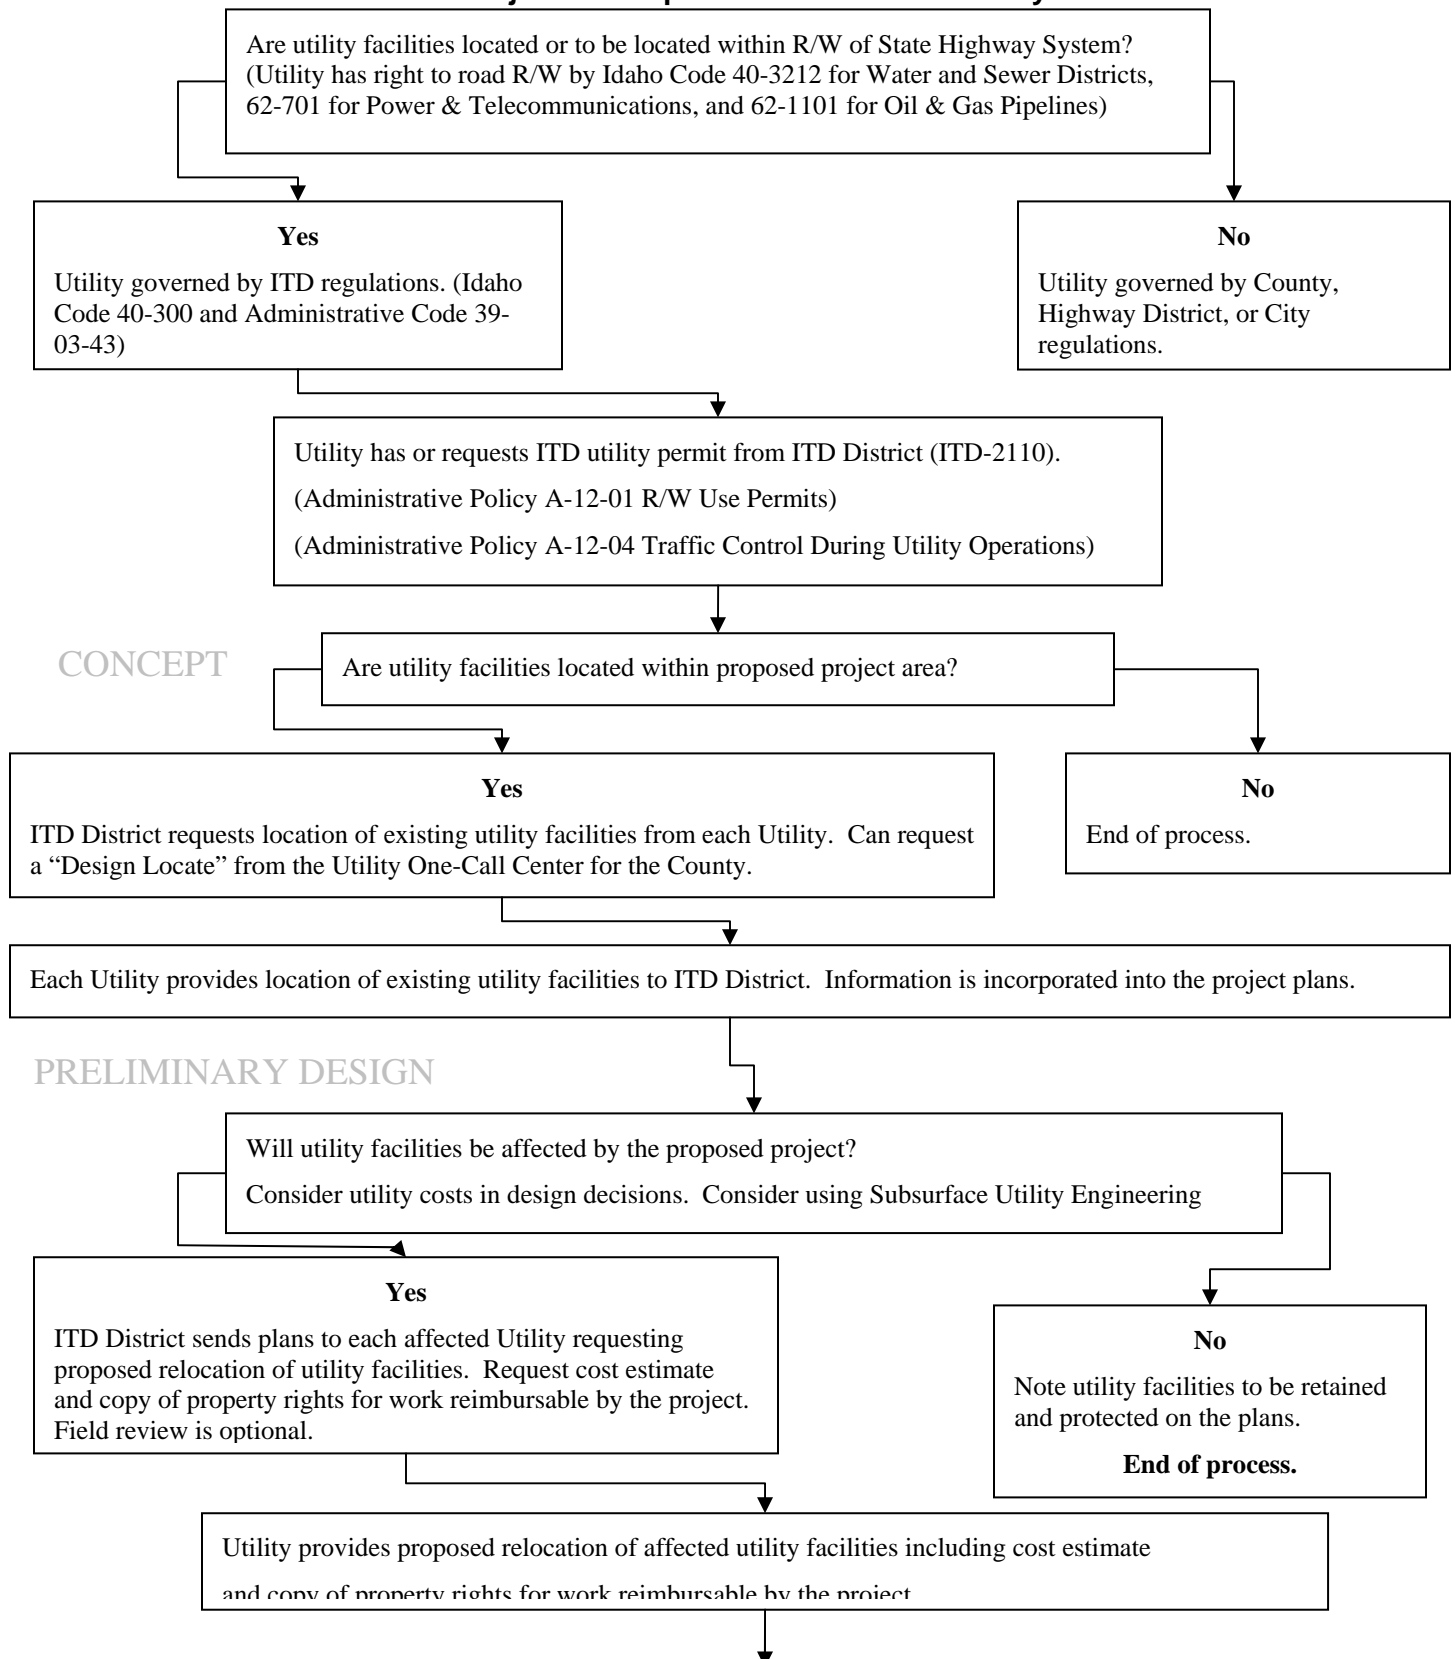 Are utility facilities located or to be located within R/W of State Highway System?
(Utility has right to road R/W by Idaho Code 40-3212 for Water and Sewer Districts,
62-701 for Power & Telecommunications, and 62-1101 for Oil & Gas Pipelines)
Yes
Utility governed by ITD regulations. (Idaho
Code 40-300 and Administrative Code 39-
03-43)
No
Utility governed by County,
Highway District, or City
regulations.
Utility has or requests ITD utility permit from ITD District (ITD-2110).
(Administrative Policy A-12-01 R/W Use Permits)
(Administrative Policy A-12-04 Traffic Control During Utility Operations)
CONCEPT
Are utility facilities located within proposed project area?
Yes
ITD District requests location of existing utility facilities from each Utility. Can request
a “Design Locate” from the Utility One-Call Center for the County.
No
End of process.
Each Utility provides location of existing utility facilities to ITD District. Information is incorporated into the project plans.
PRELIMINARY DESIGN
Will utility facilities be affected by the proposed project?
Consider utility costs in design decisions. Consider using Subsurface Utility Engineering
Yes
ITD District sends plans to each affected Utility requesting
proposed relocation of utility facilities. Request cost estimate
and copy of property rights for work reimbursable by the project.
Field review is optional.
No
Note utility facilities to be retained
and protected on the plans.
End of process.
Utility provides proposed relocation of affected utility facilities including cost estimate
and copy of property rights for work reimbursable by the project